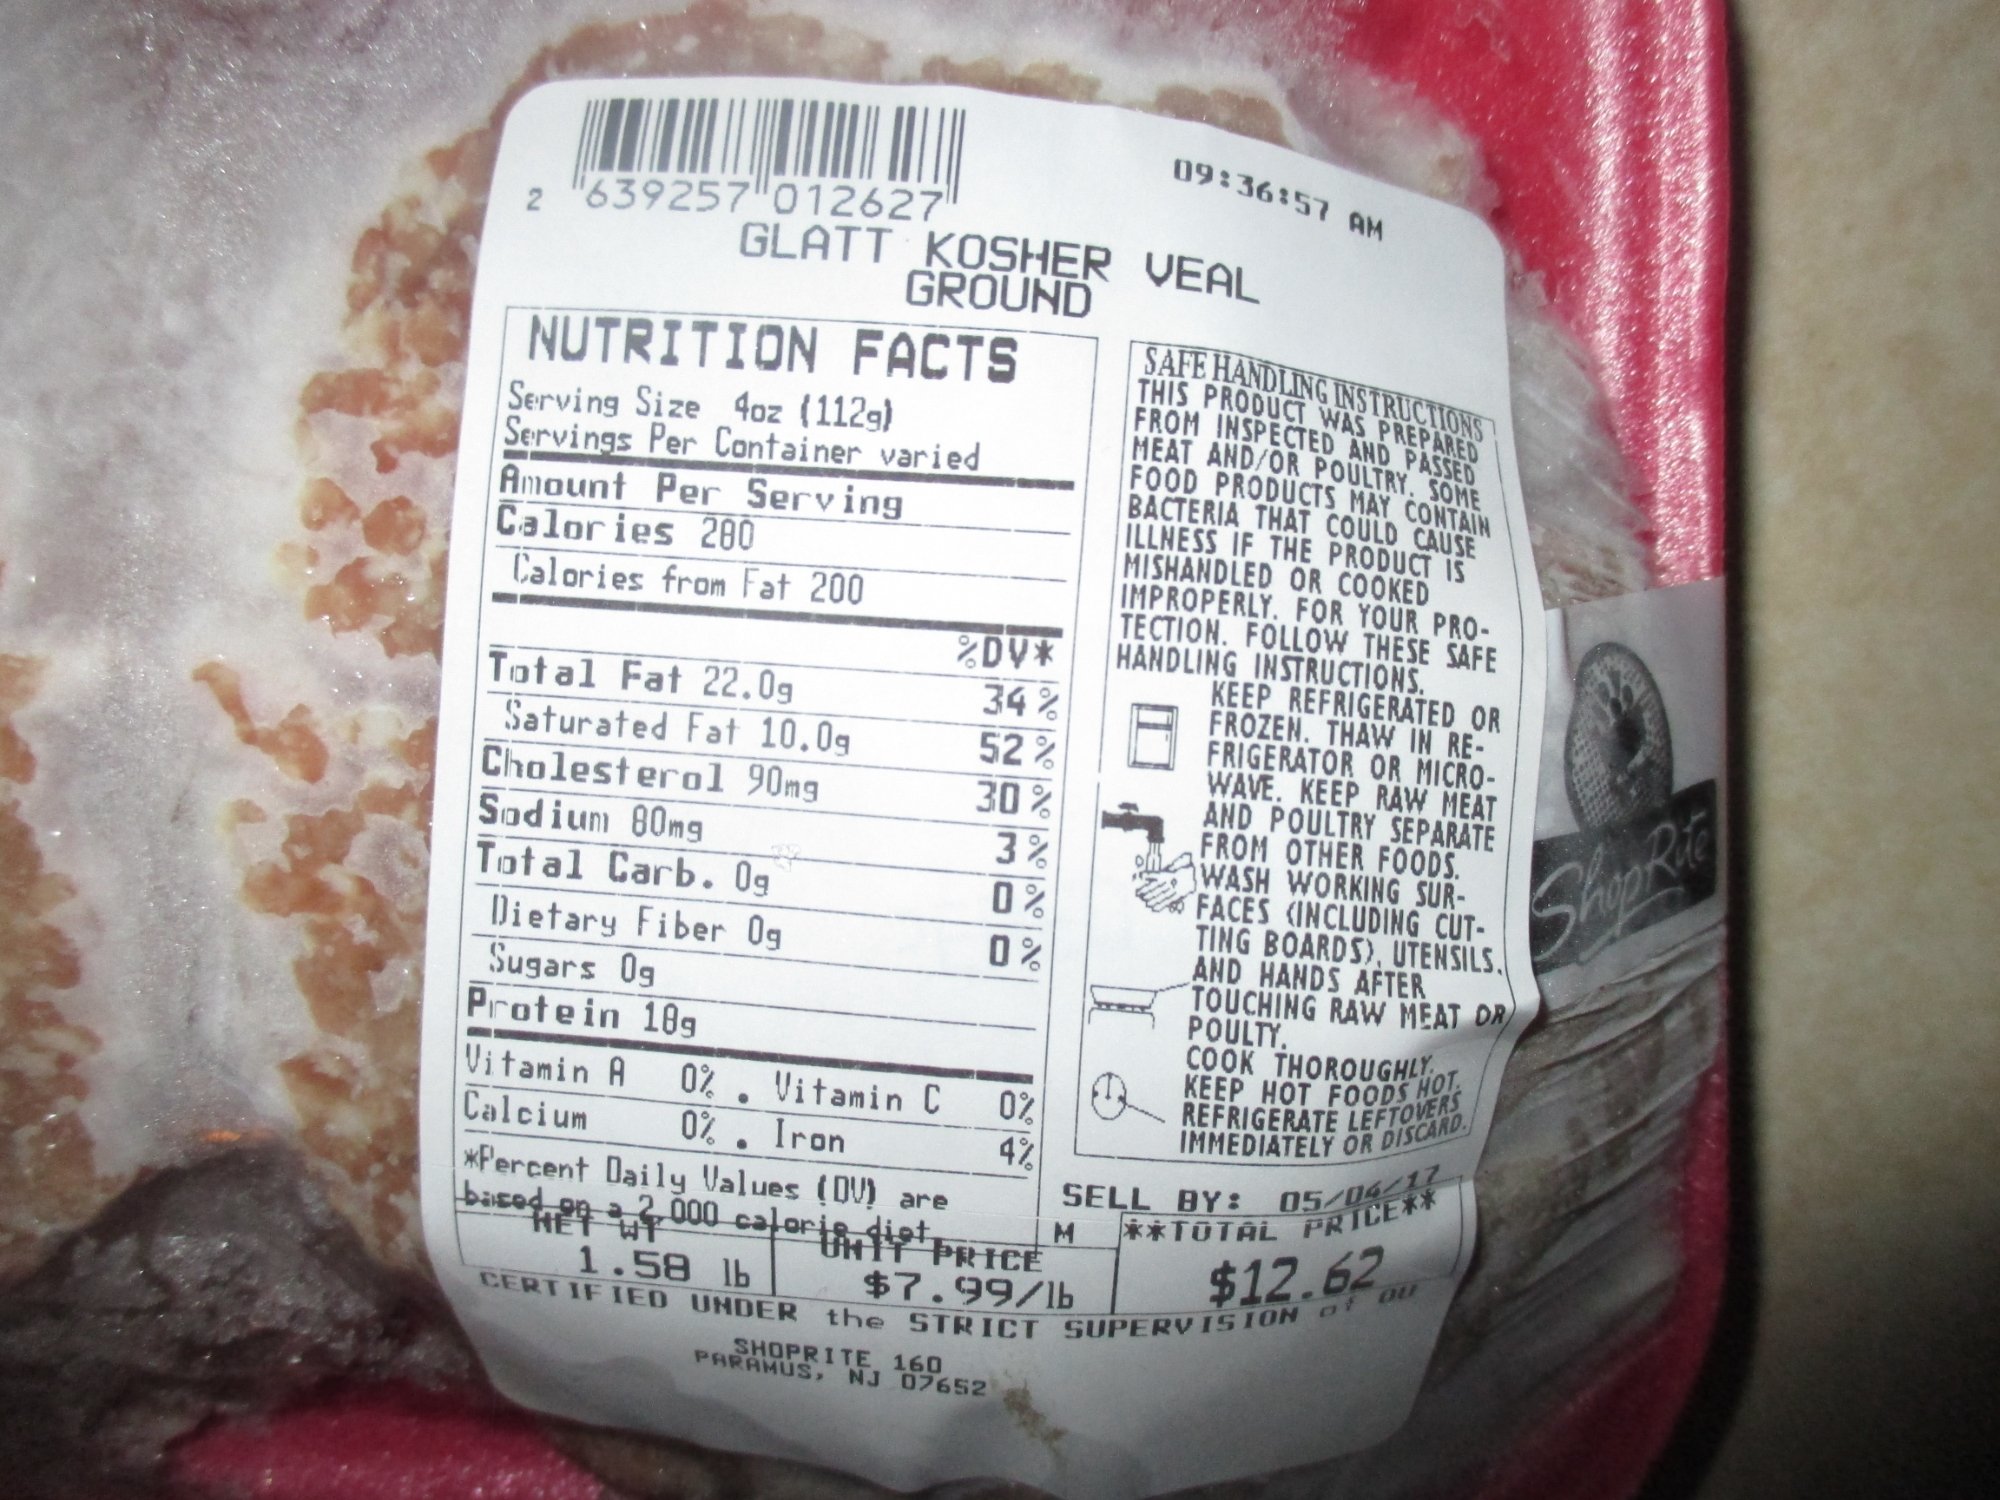 09:36:57 AM
2 639257 012627
GLATT KOSHER VEAL
GROUND
NUTRITION FACTS
Serving Size 4oz (112g)
Servings Per Container varied
Amount Per Serving
Calories 280
Calories from Fat 200
%DV*
Total Fat 22.0g 34%
Saturated Fat 10.0g 52%
Cholesterol 90mg 30%
Sodium 80mg 3%
Total Carb. 0g 0%
Dietary Fiber 0g 0%
Sugars 0g
Protein 18g
Vitamin A 0% . Vitamin C 0%
Calcium 0% . Iron 4%
*Percent Daily Values (DV) are
based on a 2,000 calorie diet.
SAFE HANDLING INSTRUCTIONS
THIS PRODUCT WAS PREPARED
FROM INSPECTED AND PASSED
MEAT AND/OR POULTRY. SOME
FOOD PRODUCTS MAY CONTAIN
BACTERIA THAT COULD CAUSE
ILLNESS IF THE PRODUCT IS
MISHANDLED OR COOKED
IMPROPERLY. FOR YOUR PRO-
TECTION. FOLLOW THESE SAFE
HANDLING INSTRUCTIONS.
KEEP REFRIGERATED OR
FROZEN. THAW IN RE-
FRIGERATOR OR MICRO-
WAVE. KEEP RAW MEAT
AND POULTRY SEPARATE
FROM OTHER FOODS.
WASH WORKING SUR-
FACES (INCLUDING CUT-
TING BOARDS), UTENSILS.
AND HANDS AFTER
TOUCHING RAW MEAT OR
POULTY.
COOK THOROUGHLY.
KEEP HOT FOODS HOT.
REFRIGERATE LEFTOVERS
IMMEDIATELY OR DISCARD.
SELL BY: 05/04/17
NET WT UNIT PRICE M **TOTAL PRICE**
1.58 lb $7.99/lb $12.62
CERTIFIED UNDER the STRICT SUPERVISION of OU
SHOPRITE 160
PARAMUS, NJ 07652
ShopRite